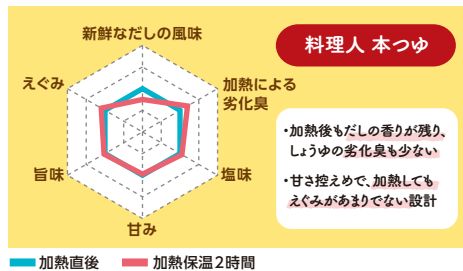 新鮮なだしの風味
えぐみ
加熱による
劣化臭
旨味
塩味
甘み
料理人 本つゆ
・加熱後もだしの香りが残り、
しょうゆの劣化臭も少ない
・甘さ控えめで、加熱しても
えぐみがあまりでない設計
加熱直後
加熱保温2時間